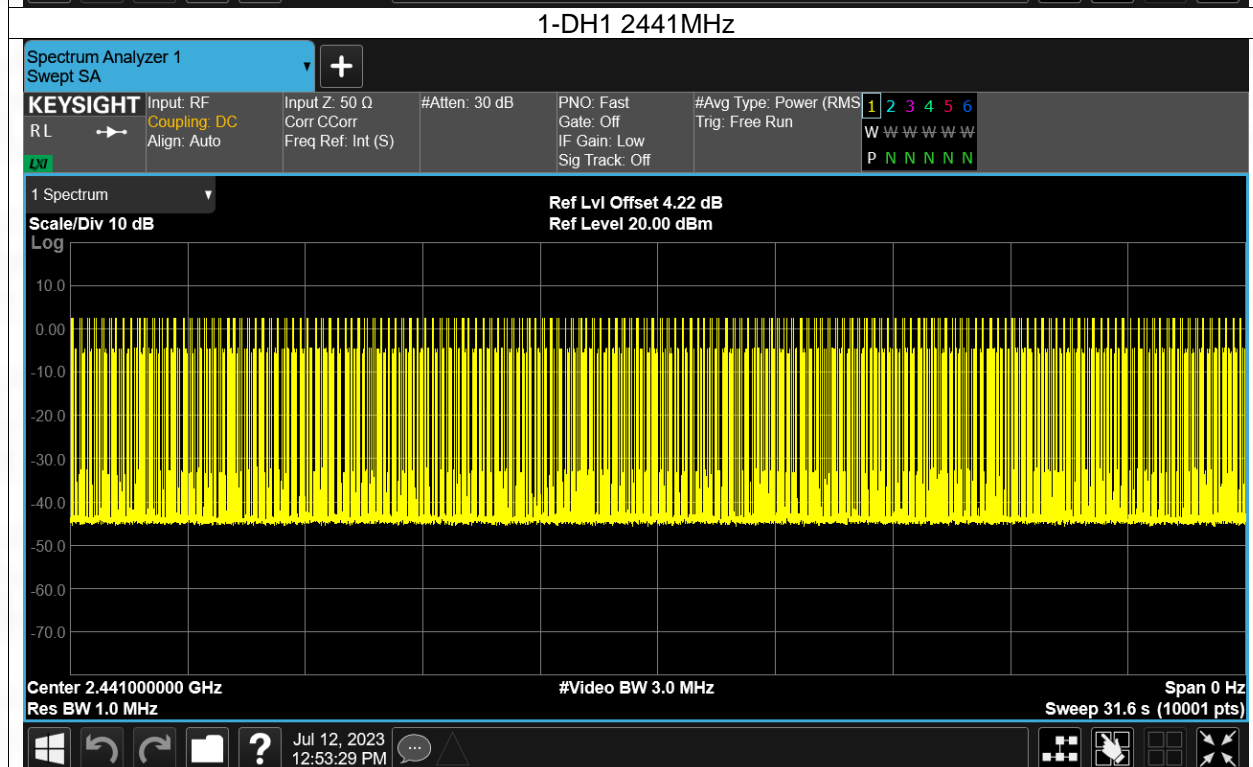 1-DH1 2441MHz
Spectrum Analyzer 1
Swept SA
KEYSIGHT
R L
LXI
Input: RF
Coupling: DC
Align: Auto
Input Z: 50 Ω
Corr CCorr
Freq Ref: Int (S)
#Atten: 30 dB
PNO: Fast
Gate: Off
IF Gain: Low
Sig Track: Off
#Avg Type: Power (RMS
Trig: Free Run
1 2 3 4 5 6
W W W W W W
P N N N N N
1 Spectrum
Scale/Div 10 dB
Ref Lvl Offset 4.22 dB
Ref Level 20.00 dBm
Log
10.0
0.00
-10.0
-20.0
-30.0
-40.0
-50.0
-60.0
-70.0
Center 2.441000000 GHz
Res BW 1.0 MHz
#Video BW 3.0 MHz
Span 0 Hz
Sweep 31.6 s (10001 pts)
?
Jul 12, 2023
12:53:29 PM